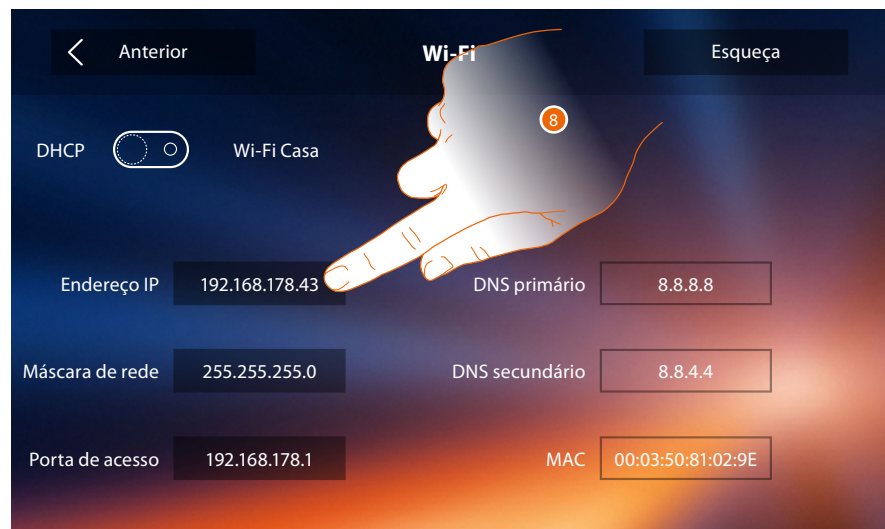 Anterior
Wi-Fi
Esqueça
8
DHCP
Wi-Fi Casa
Endereço IP 192.168.178.43 DNS primário 8.8.8.8
Máscara de rede 255.255.255.0 DNS secundário 8.8.4.4
Porta de acesso 192.168.178.1 MAC 00:03:50:81:02:9E